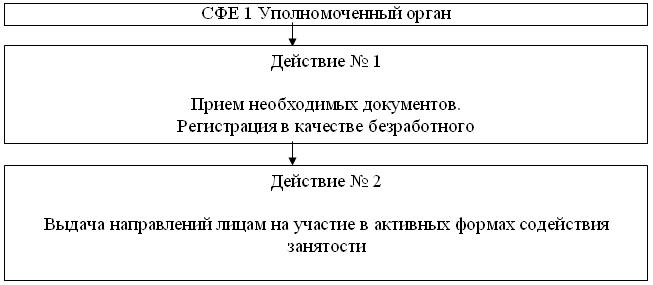 СФЕ 1 Уполномоченный орган
Действие № 1
Прием необходимых документов.
Регистрация в качестве безработного
Действие № 2
Выдача направлений лицам на участие в активных формах содействия
занятости